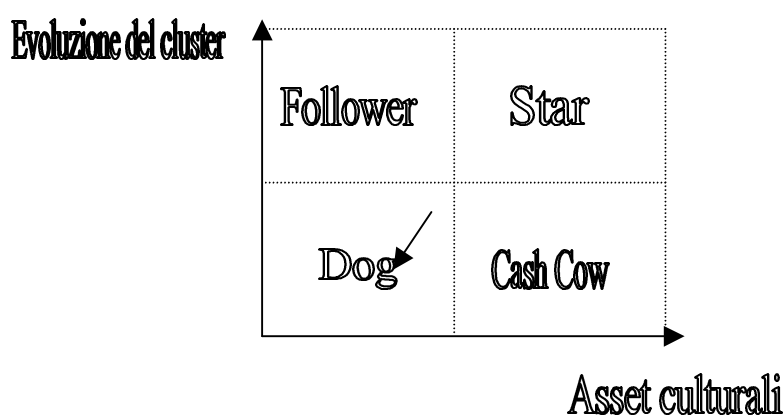 Evoluzione del cluster
Follower
Star
Dog
Cash Cow
Asset culturali